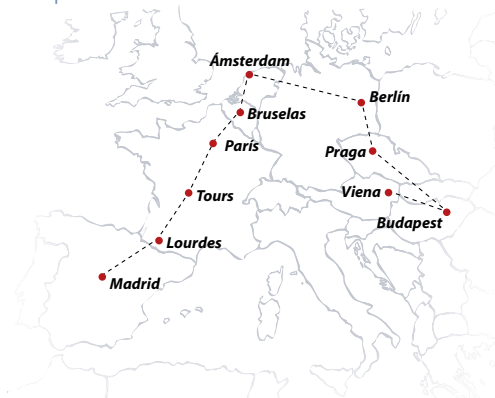 Ámsterdam
Berlín
Bruselas
París
Praga
Viena
Tours
Budapest
Lourdes
Madrid